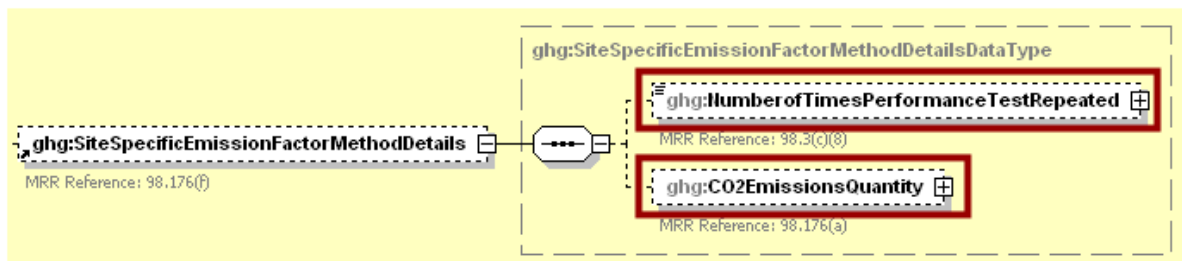 ghg:SiteSpecificEmissionFactorMethodDetailsDataType
ghg:NumberofTimesPerformanceTestRepeated
MRR Reference: 98.3(c)(8)
ghg:SiteSpecificEmissionFactorMethodDetails
MRR Reference: 98.176(f)
ghg:CO2EmissionsQuantity
MRR Reference: 98.176(a)